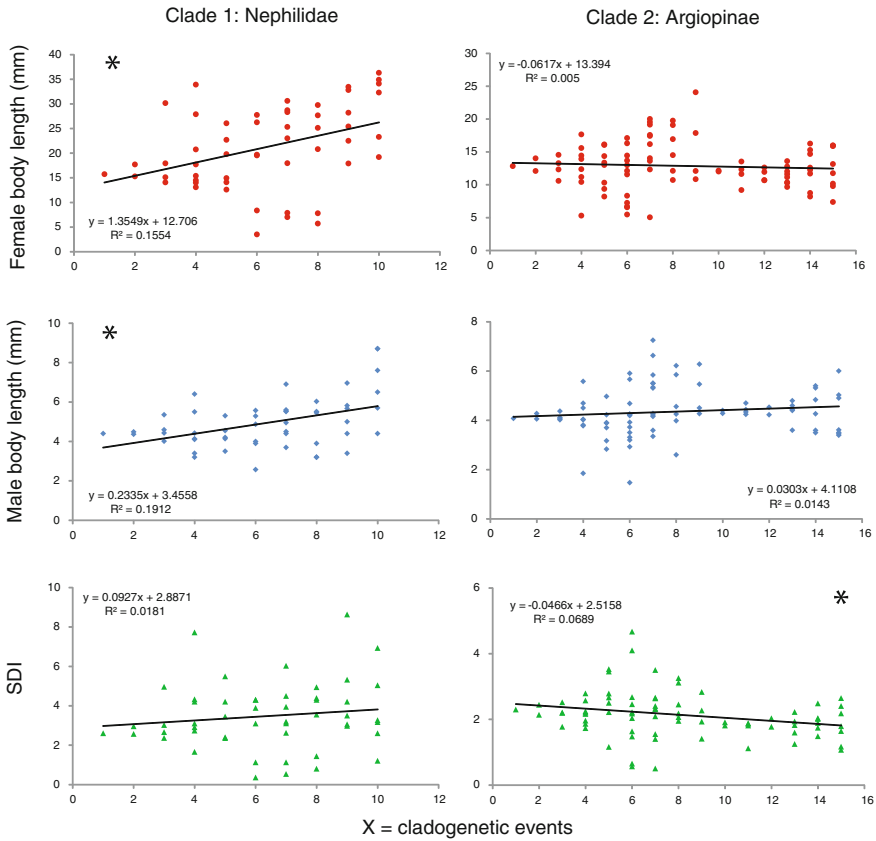 Clade 1: Nephilidae
Clade 2: Argiopinae
Female body length (mm)
40
35
30
25
20
15
10
5
0
*
y = 1.3549x + 12.706
R² = 0.1554
0 2 4 6 8 10 12
30
25
20
15
10
5
0
y = -0.0617x + 13.394
R² = 0.005
0 2 4 6 8 10 12 14 16
Male body length (mm)
10
8
6
4
2
0
*
y = 0.2335x + 3.4558
R² = 0.1912
0 2 4 6 8 10 12
8
6
4
2
0
y = 0.0303x + 4.1108
R² = 0.0143
0 2 4 6 8 10 12 14 16
SDI
10
8
6
4
2
0
y = 0.0927x + 2.8871
R² = 0.0181
0 2 4 6 8 10 12
6
4
2
0
y = -0.0466x + 2.5158
R² = 0.0689
*
0 2 4 6 8 10 12 14 16
X = cladogenetic events